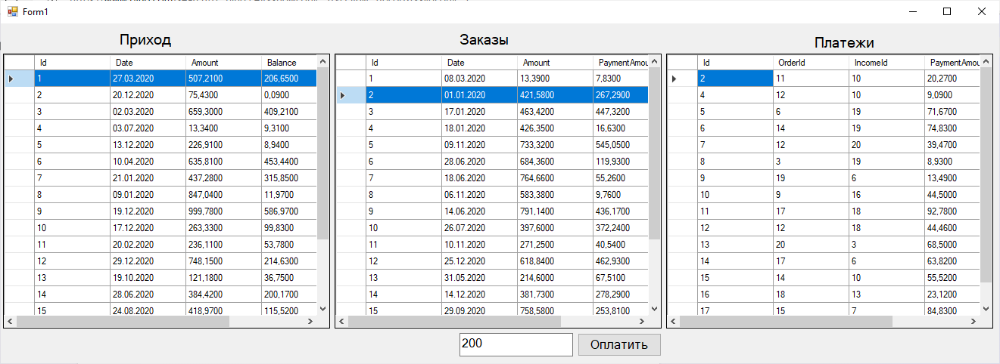 Form1
Приход Заказы Платежи
Id Date Amount Balance Id Date Amount PaymentAmou Id OrderId IncomeId PaymentAmou
1 27.03.2020 507,2100 206,6500 1 08.03.2020 13,3900 7,8300 2 11 10 20,2700
2 20.12.2020 75,4300 0,0900 2 01.01.2020 421,5800 267,2900 4 12 10 9,0900
3 02.03.2020 659,3000 409,2100 3 17.01.2020 463,4200 447,3200 5 6 19 71,6700
4 03.07.2020 13,3400 9,3100 4 18.01.2020 426,3500 16,6300 6 14 19 74,8300
5 13.12.2020 226,9100 8,9400 5 09.11.2020 733,3200 545,0500 7 12 20 39,4700
6 10.04.2020 635,8100 453,4400 6 28.06.2020 684,3600 119,9300 8 3 19 8,9300
7 21.01.2020 437,2800 315,8500 7 18.06.2020 764,6600 55,2600 9 19 6 13,4900
8 09.01.2020 847,0400 11,9700 8 06.11.2020 583,3800 9,7600 10 9 16 44,5000
9 19.12.2020 999,7800 586,9700 9 14.06.2020 791,1400 436,1700 11 17 18 92,7800
10 17.12.2020 263,3300 99,8300 10 26.07.2020 397,6000 372,2400 12 12 18 44,4600
11 20.02.2020 236,1100 53,7800 11 10.11.2020 271,2500 40,5400 13 20 3 68,5000
12 29.12.2020 748,1500 214,6300 12 25.12.2020 618,8400 462,9300 14 17 6 63,8200
13 19.10.2020 121,1800 36,7500 13 31.05.2020 214,6000 67,5100 15 14 10 55,5200
14 28.06.2020 384,4200 200,1700 14 14.12.2020 381,7300 278,2900 16 18 13 23,1200
15 24.08.2020 418,9700 115,5200 15 29.09.2020 758,5800 253,8100 17 15 7 84,8300
200 Оплатить